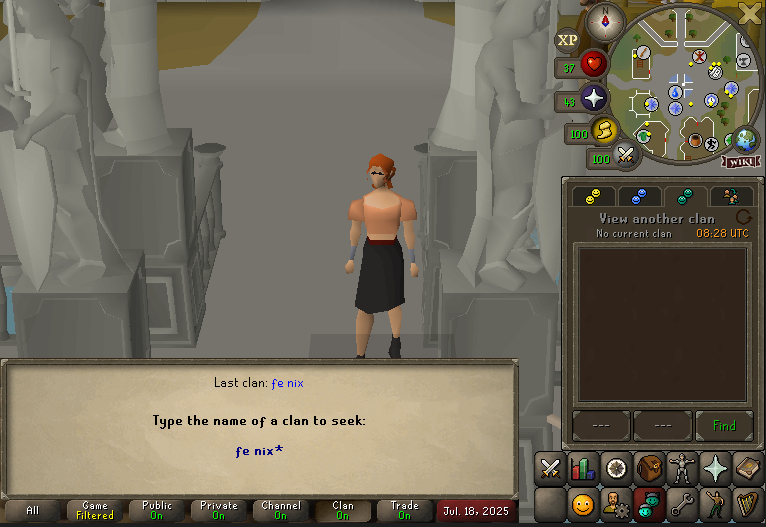 N
XP
37
43
100
100
WIKI
View another clan
No current clan 08:28 UTC
Last clan: fe nix
Type the name of a clan to seek:
fe nix*
--- --- Find
All
Game Filtered
Public On
Private On
Channel On
Clan On
Trade On
Jul. 18, 2025